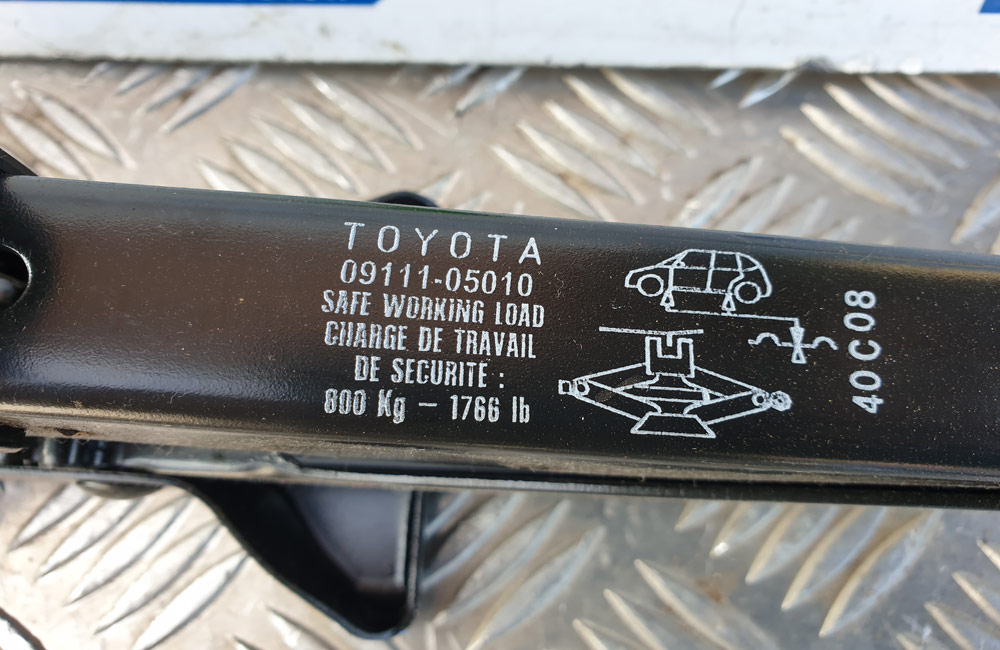 TOYOTA
09111-05010
SAFE WORKING LOAD
CHARGE DE TRAVAIL
DE SECURITE :
800 Kg – 1766 lb
40C08